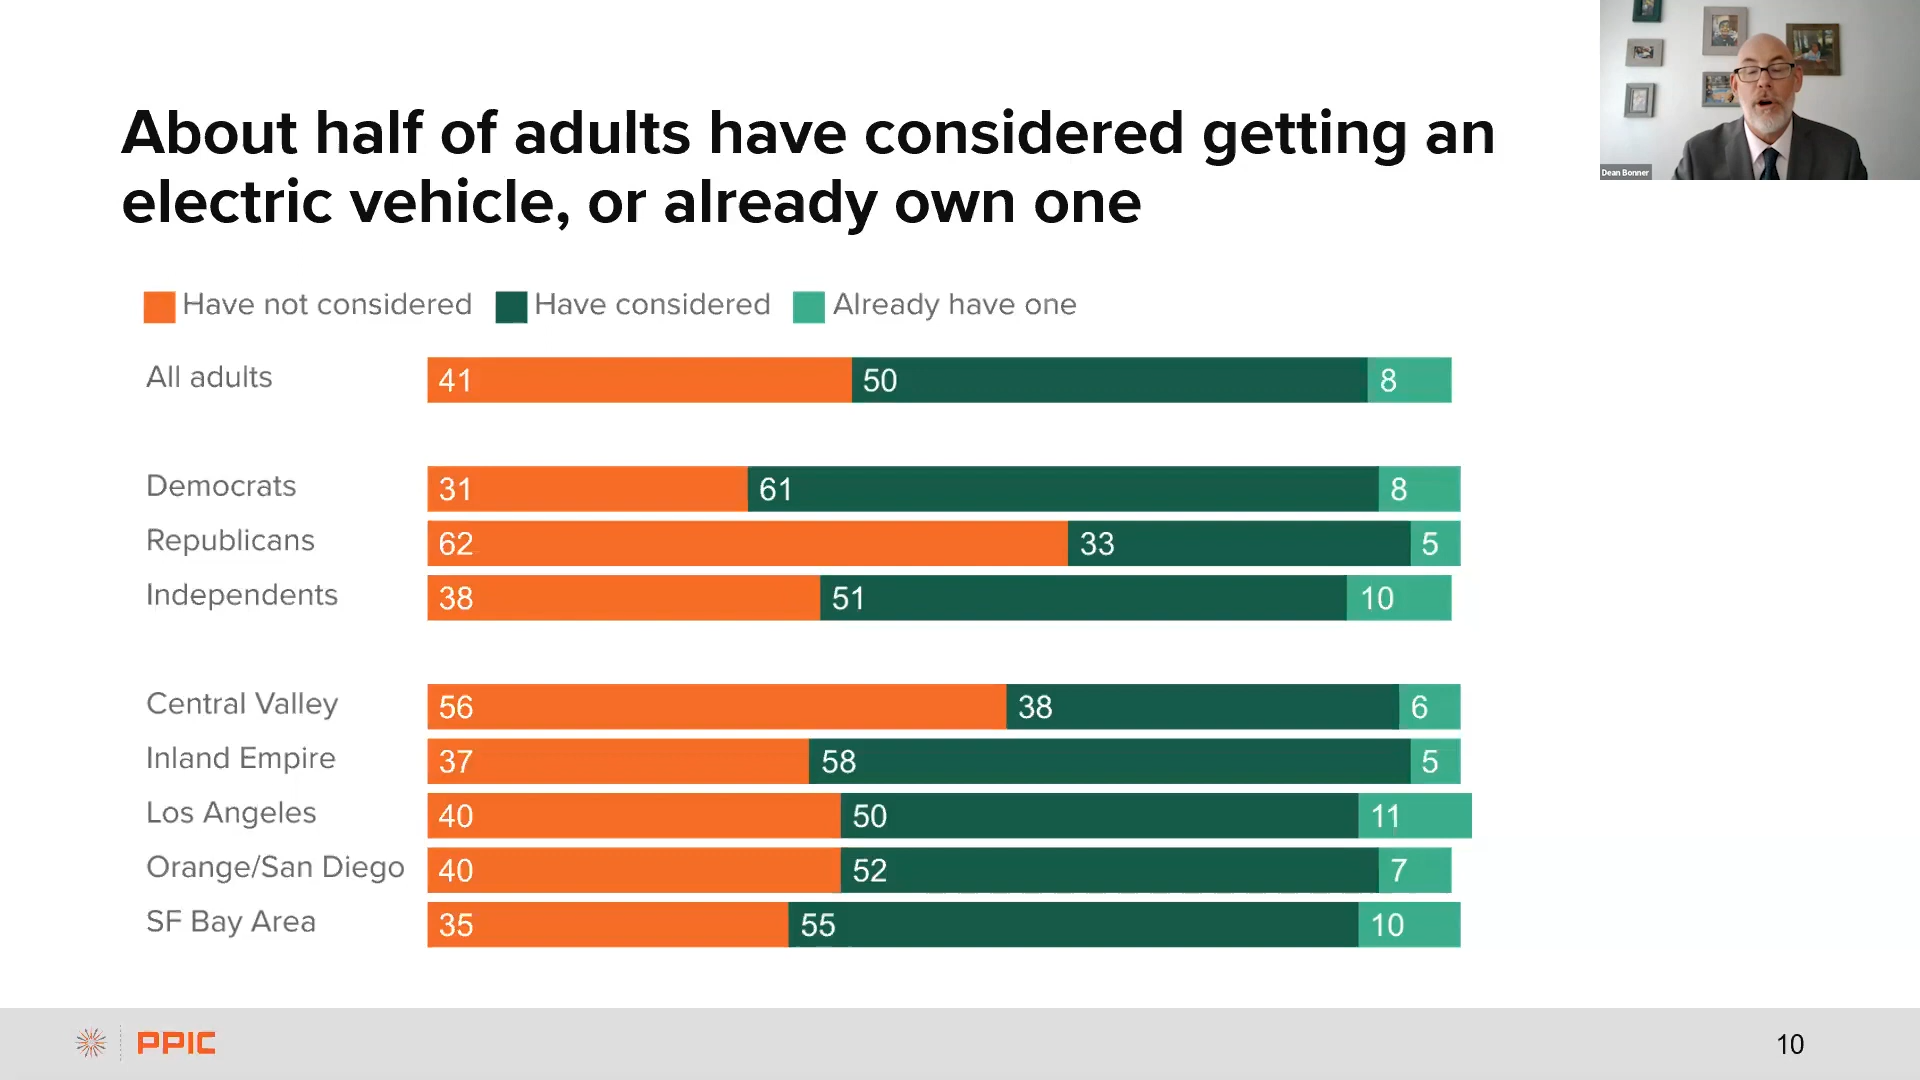 About half of adults have considered getting an
electric vehicle, or already own one
Dean Bonner
Have not considered Have considered Already have one
All adults 41 50 8
Democrats 31 61 8
Republicans 62 33 5
Independents 38 51 10
Central Valley 56 38 6
Inland Empire 37 58 5
Los Angeles 40 50 11
Orange/San Diego 40 52 7
SF Bay Area 35 55 10
PPIC
10